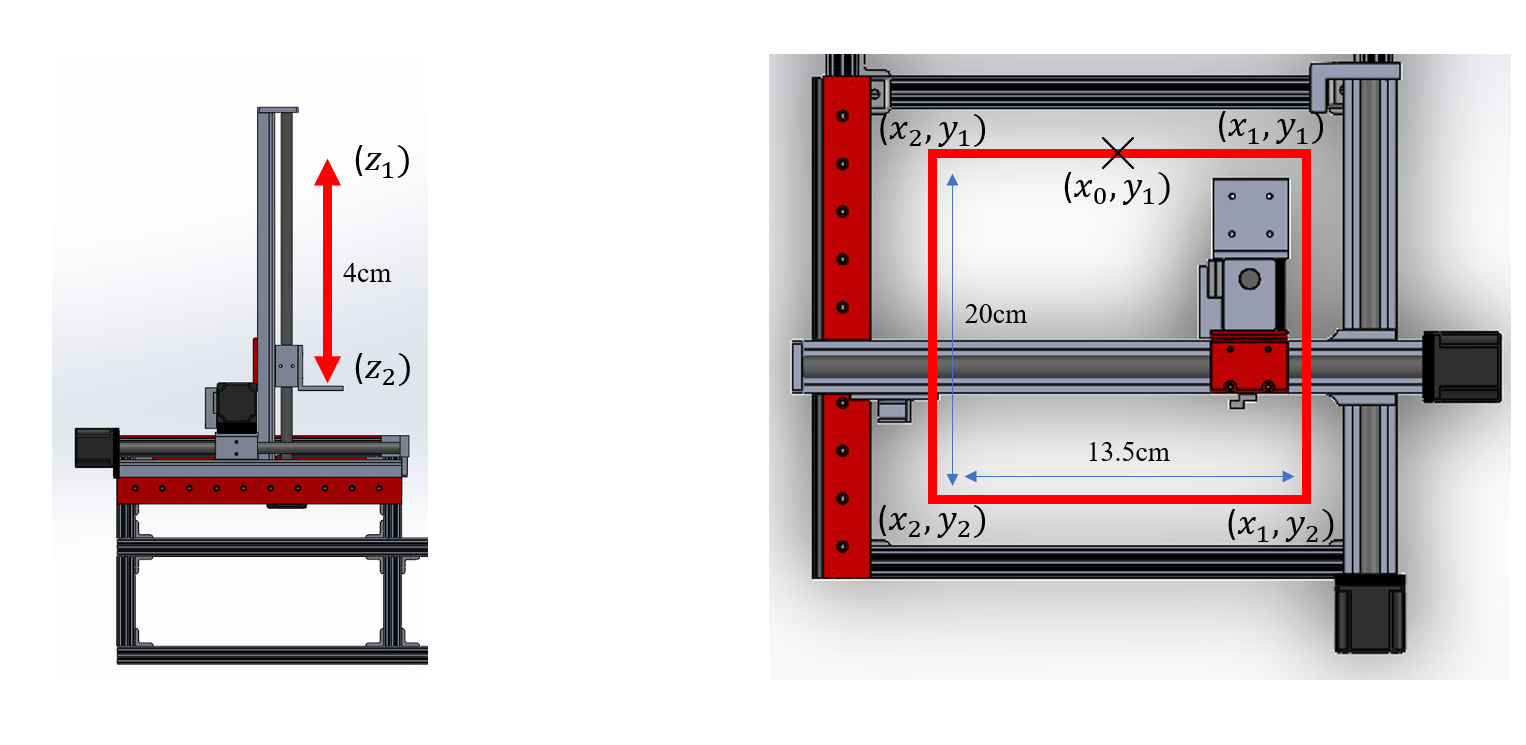 (z₁)
4cm
(z₂)
(x₂, y₁)
(x₁, y₁)
(x₀, y₁)
20cm
13.5cm
(x₂, y₂)
(x₁, y₂)